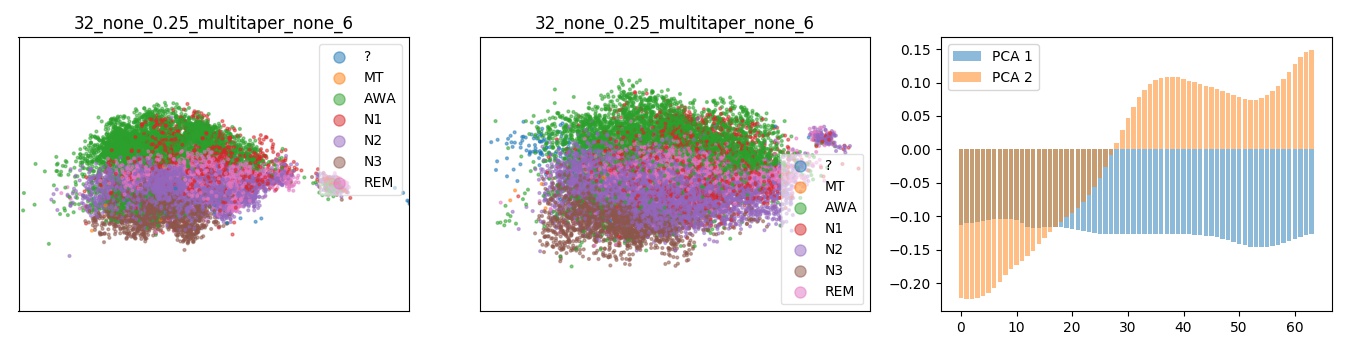 32_none_0.25_multitaper_none_6
?
MT
AWA
N1
N2
N3
REM
32_none_0.25_multitaper_none_6
?
MT
AWA
N1
N2
N3
REM
PCA 1
PCA 2
0.15
0.10
0.05
0.00
−0.05
−0.10
−0.15
−0.20
0 10 20 30 40 50 60